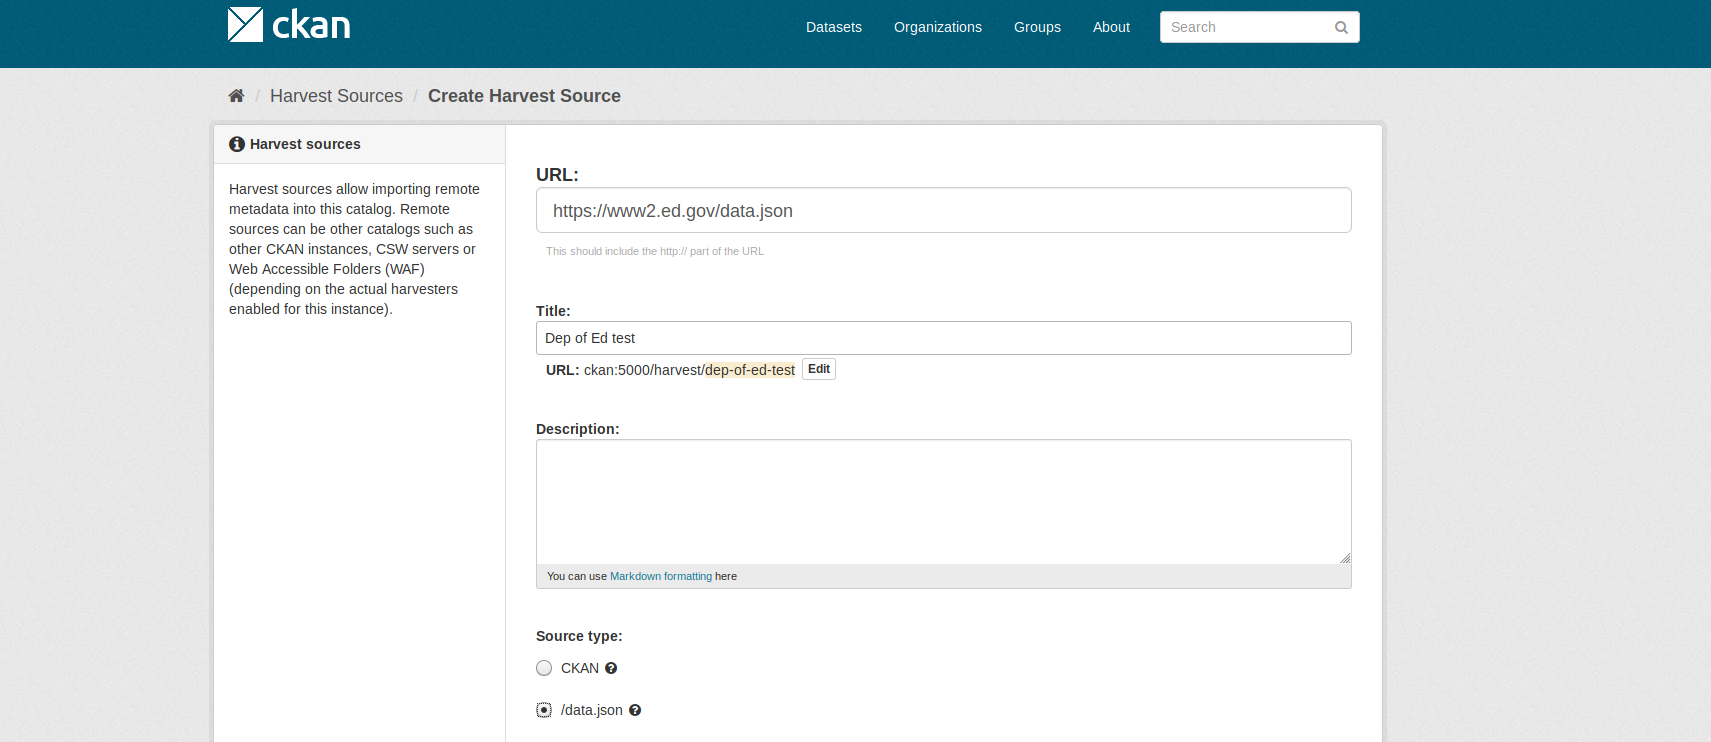 ckan
Datasets Organizations Groups About Search
/ Harvest Sources / Create Harvest Source
Harvest sources
Harvest sources allow importing remote
metadata into this catalog. Remote
sources can be other catalogs such as
other CKAN instances, CSW servers or
Web Accessible Folders (WAF)
(depending on the actual harvesters
enabled for this instance).
URL:
https://www2.ed.gov/data.json
This should include the http:// part of the URL
Title:
Dep of Ed test
URL: ckan:5000/harvest/dep-of-ed-test Edit
Description:
You can use Markdown formatting here
Source type:
CKAN
/data.json